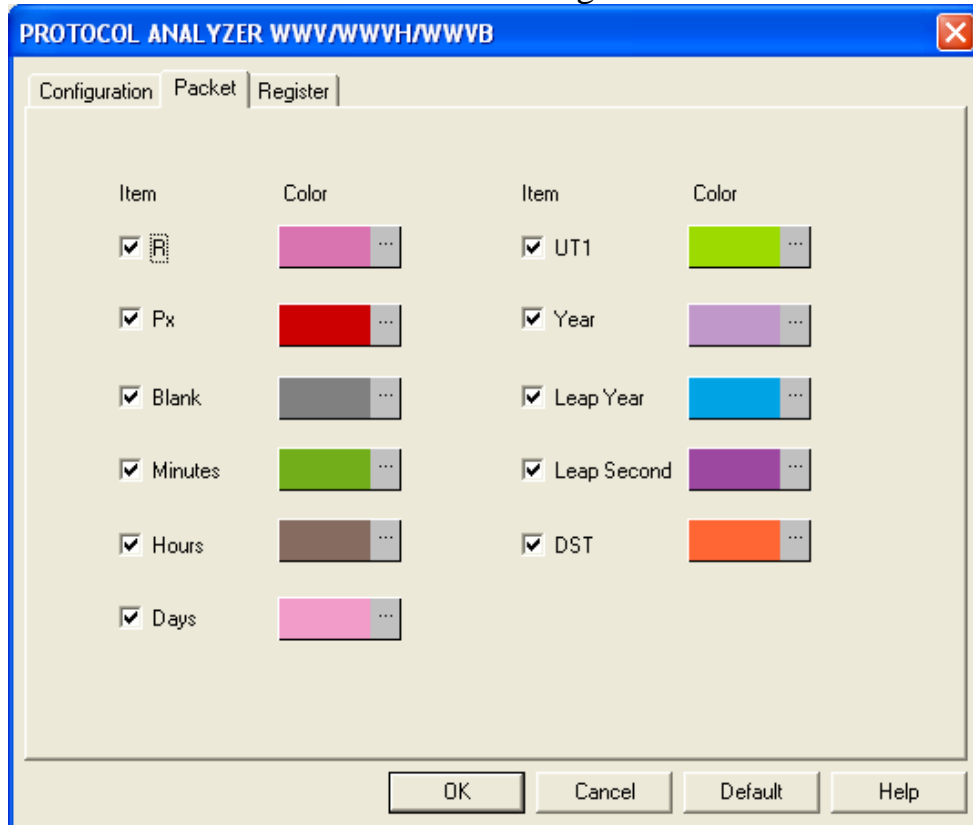 PROTOCOL ANALYZER WWV/WWVH/WWVB
Configuration Packet Register
Item Color Item Color
R ... UT1 ...
Px ... Year ...
Blank ... Leap Year ...
Minutes ... Leap Second ...
Hours ... DST ...
Days ...
OK Cancel Default Help